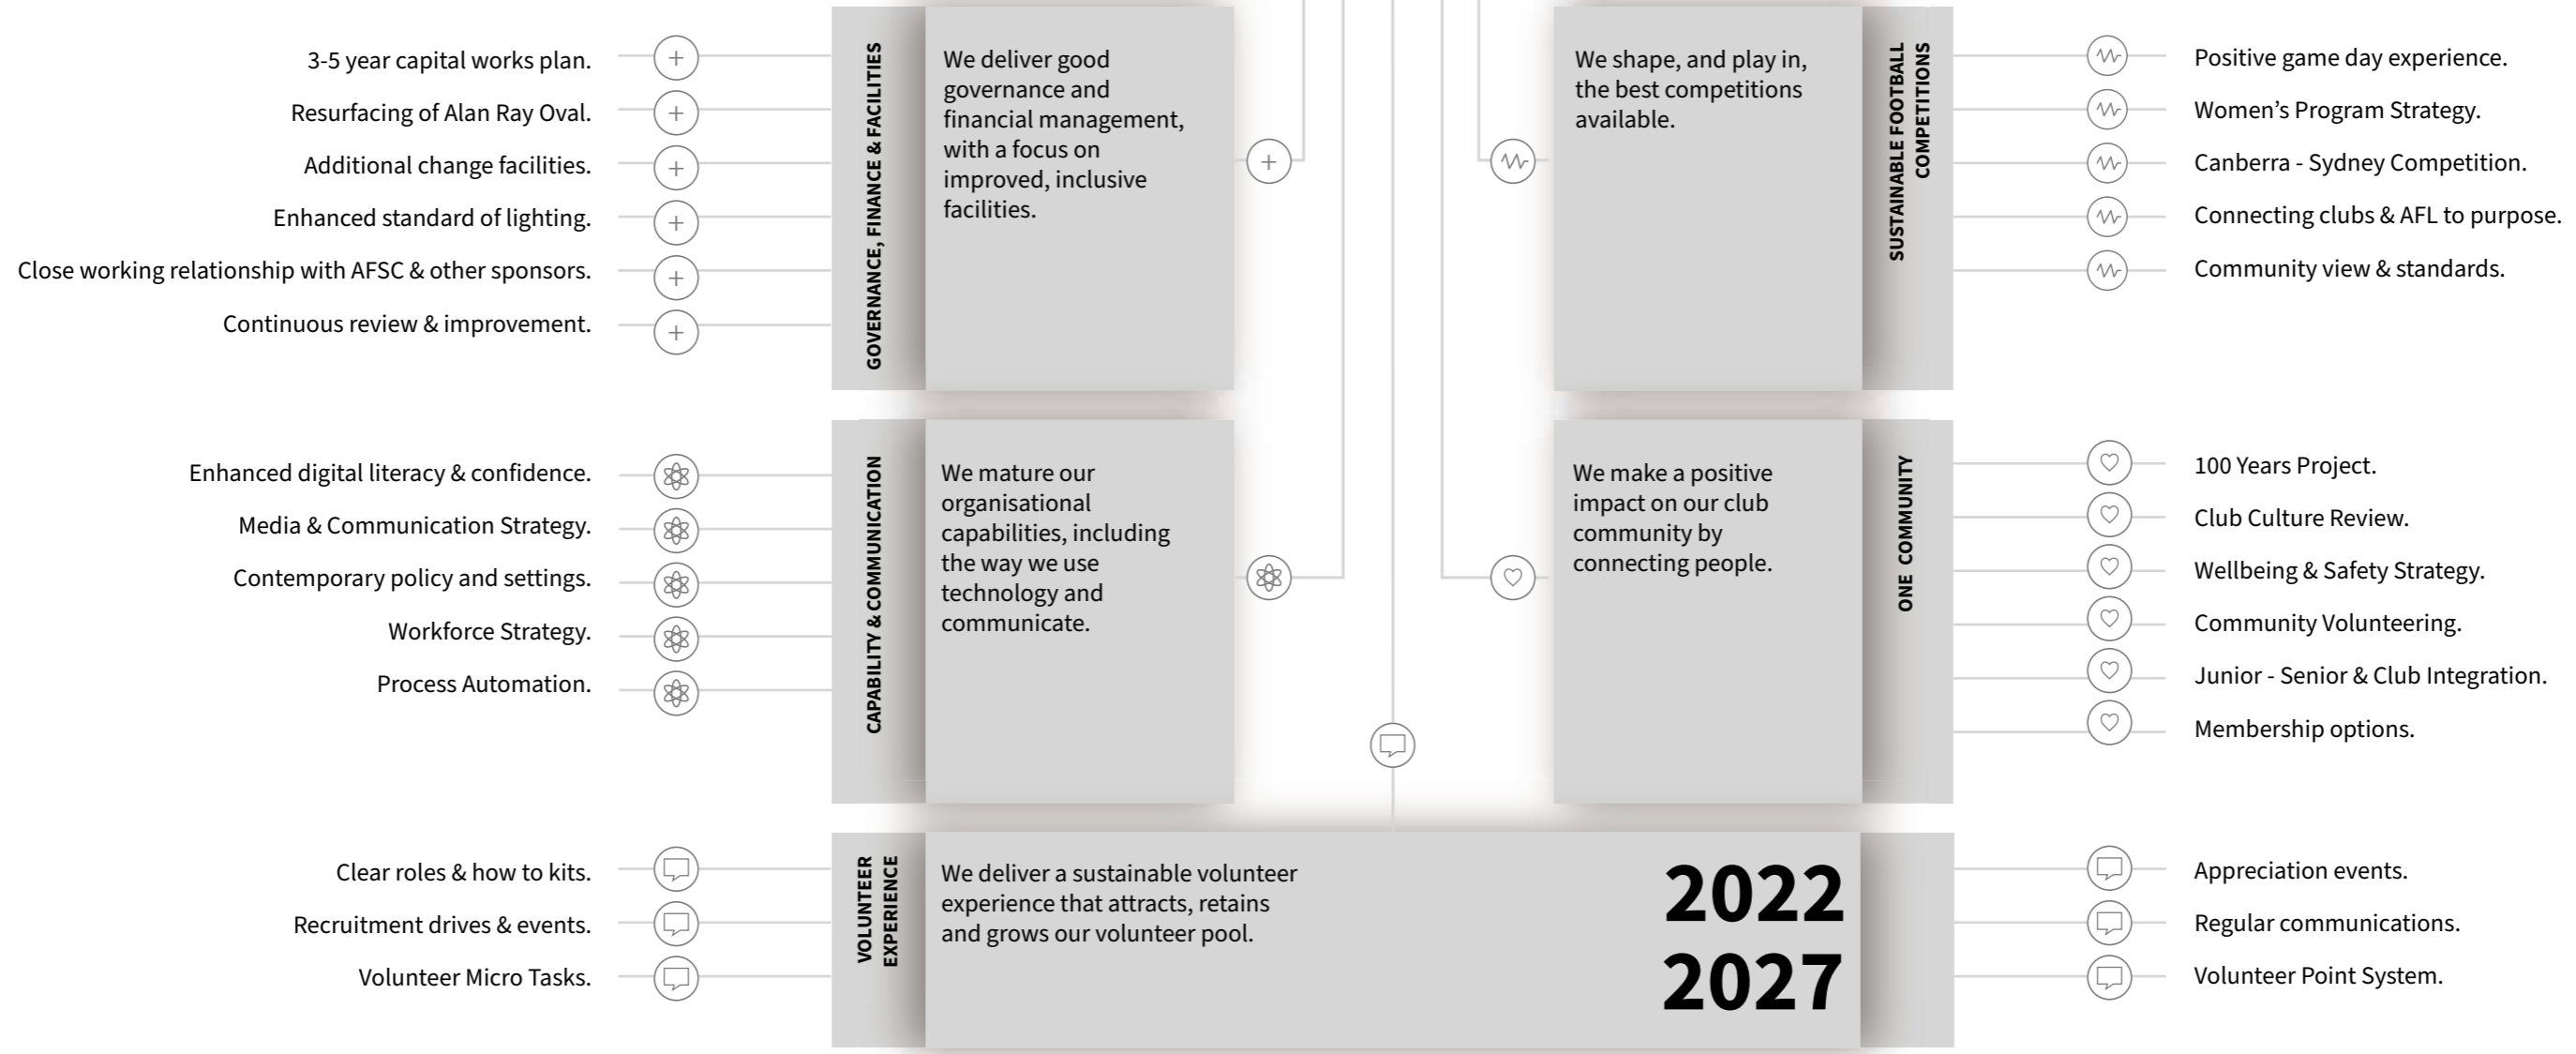 3-5 year capital works plan.
Resurfacing of Alan Ray Oval.
Additional change facilities.
Enhanced standard of lighting.
Close working relationship with AFSC & other sponsors.
Continuous review & improvement.
GOVERNANCE, FINANCE & FACILITIES
We deliver good
governance and
financial management,
with a focus on
improved, inclusive
facilities.
We shape, and play in,
the best competitions
available.
SUSTAINABLE FOOTBALL
COMPETITIONS
Positive game day experience.
Women’s Program Strategy.
Canberra - Sydney Competition.
Connecting clubs & AFL to purpose.
Community view & standards.
Enhanced digital literacy & confidence.
Media & Communication Strategy.
Contemporary policy and settings.
Workforce Strategy.
Process Automation.
CAPABILITY & COMMUNICATION
We mature our
organisational
capabilities, including
the way we use
technology and
communicate.
We make a positive
impact on our club
community by
connecting people.
ONE COMMUNITY
100 Years Project.
Club Culture Review.
Wellbeing & Safety Strategy.
Community Volunteering.
Junior - Senior & Club Integration.
Membership options.
Clear roles & how to kits.
Recruitment drives & events.
Volunteer Micro Tasks.
VOLUNTEER
EXPERIENCE
We deliver a sustainable volunteer
experience that attracts, retains
and grows our volunteer pool.
2022
2027
Appreciation events.
Regular communications.
Volunteer Point System.